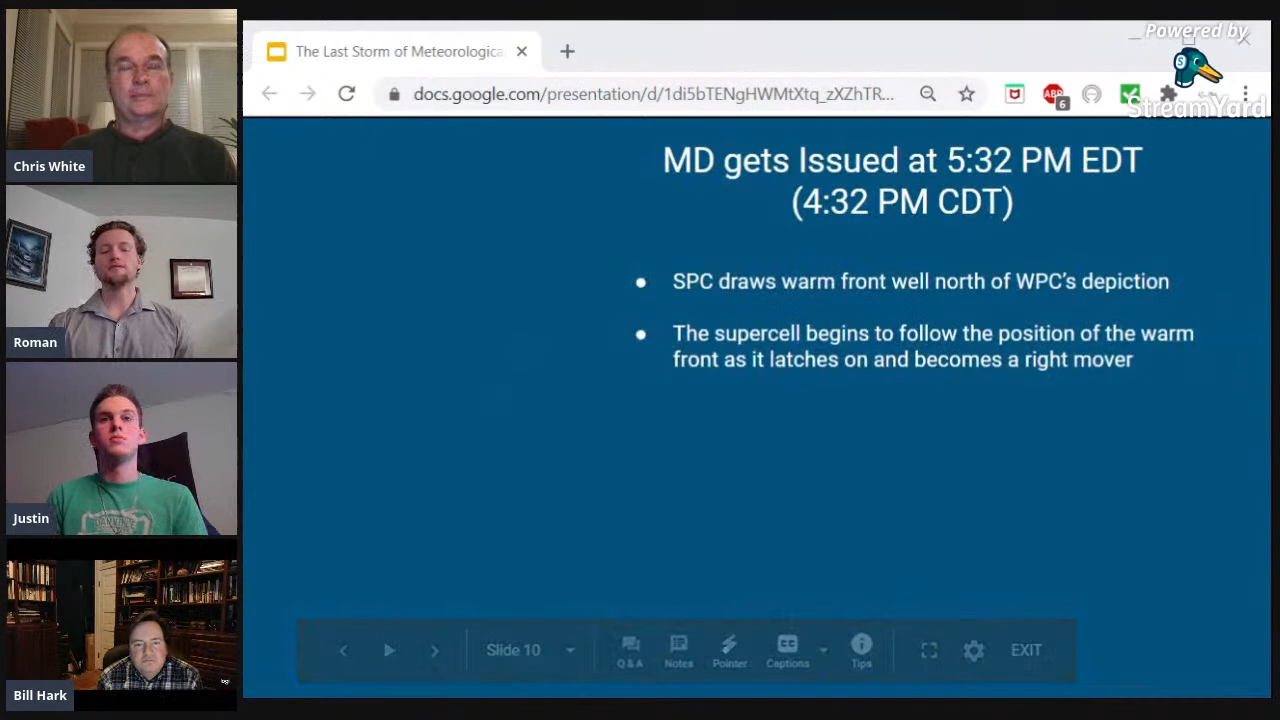 Powered by
StreamYard
The Last Storm of Meteorologica
docs.google.com/presentation/d/1di5bTENgHWMtXtq_zXZhTR...
ABP
6
MD gets Issued at 5:32 PM EDT
(4:32 PM CDT)
● SPC draws warm front well north of WPC's depiction
● The supercell begins to follow the position of the warm
front as it latches on and becomes a right mover
Slide 10
Q & A
Notes
Pointer
CC
Captions
Tips
EXIT
Chris White
Roman
Justin
Bill Hark